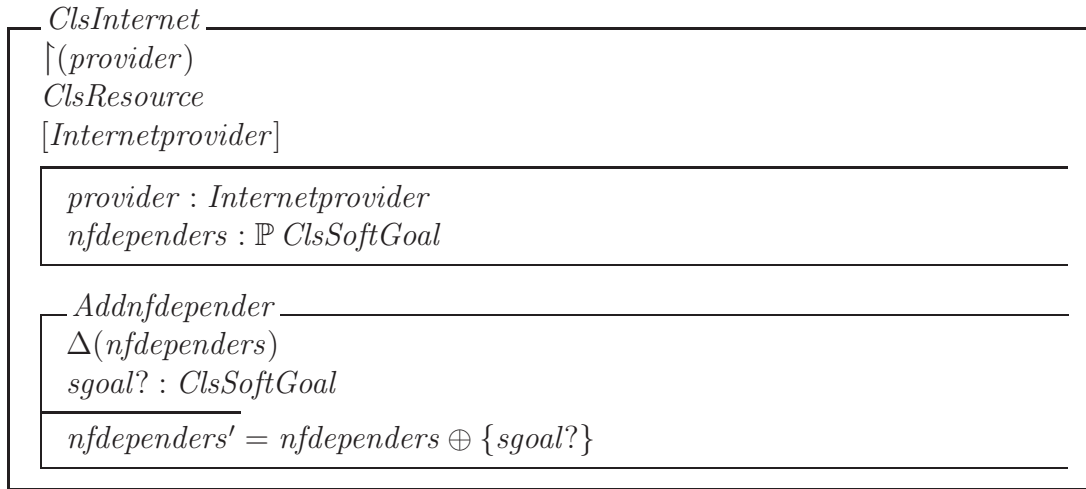 ClsInternet
↾(provider)
ClsResource
[Internetprovider]
provider : Internetprovider
nfdependers : ℙ ClsSoftGoal
Addnfdepender
Δ(nfdependers)
sgoal? : ClsSoftGoal
nfdependers′ = nfdependers ⊕ {sgoal?}